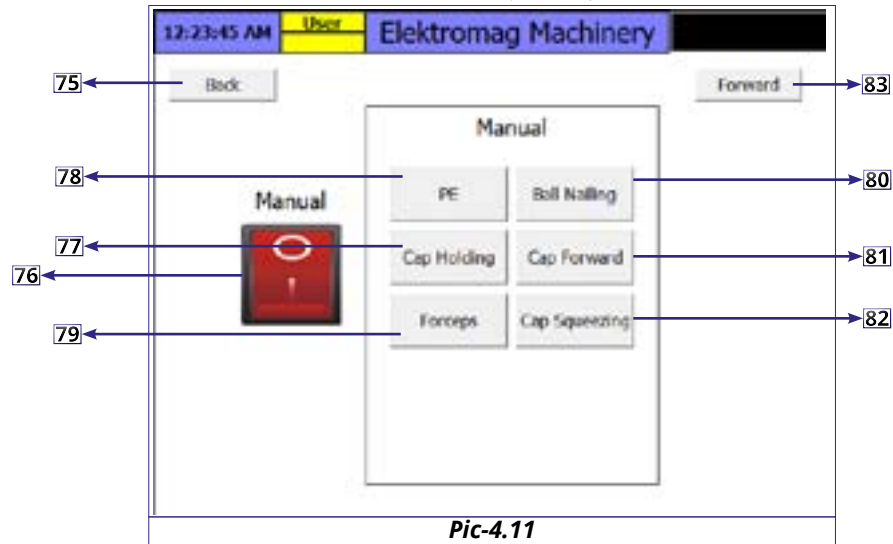 12:23:45 AM User Elektromag Machinery
75 Back Forward 83
Manual
78 PE Ball Nailing 80
Manual
77 Cap Holding Cap Forward 81
76
79 Forceps Cap Squeezing 82
Pic-4.11